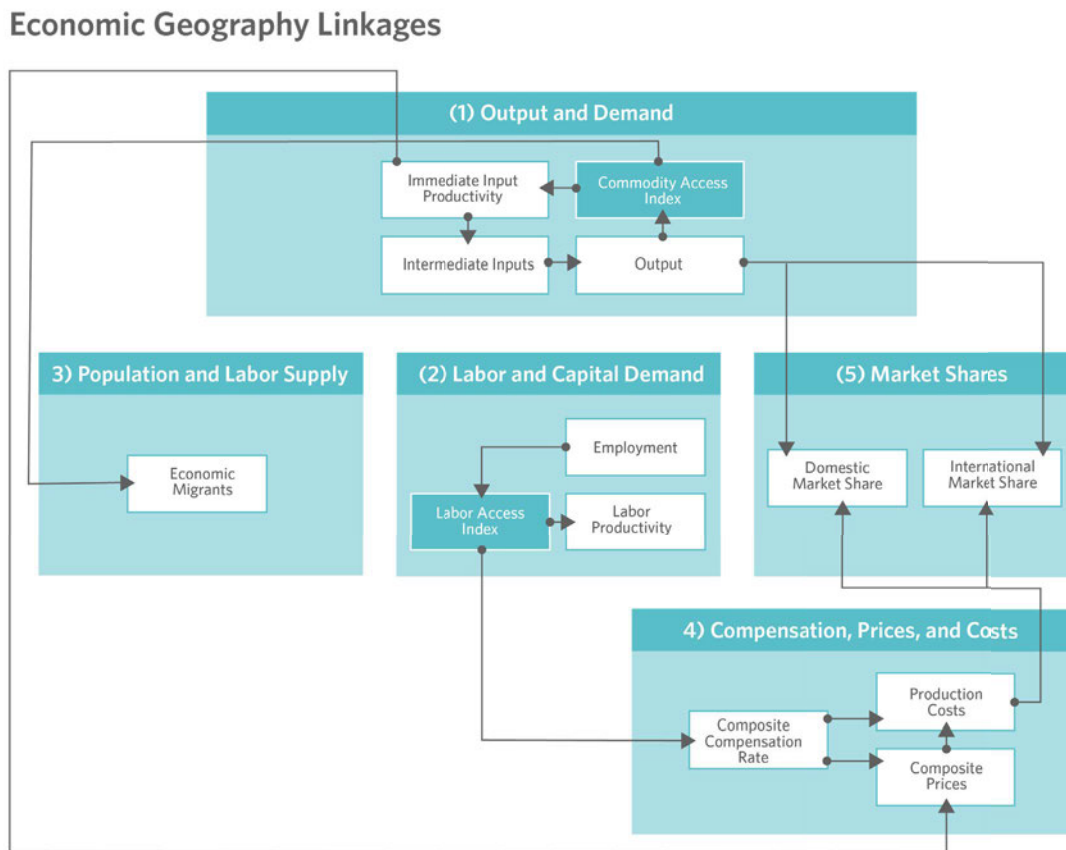 Economic Geography Linkages
(1) Output and Demand
Immediate Input
Productivity
Commodity Access
Index
Intermediate Inputs
Output
3) Population and Labor Supply
Economic
Migrants
(2) Labor and Capital Demand
Employment
Labor Access
Index
Labor
Productivity
(5) Market Shares
Domestic
Market Share
International
Market Share
4) Compensation, Prices, and Costs
Composite
Compensation
Rate
Production
Costs
Composite
Prices